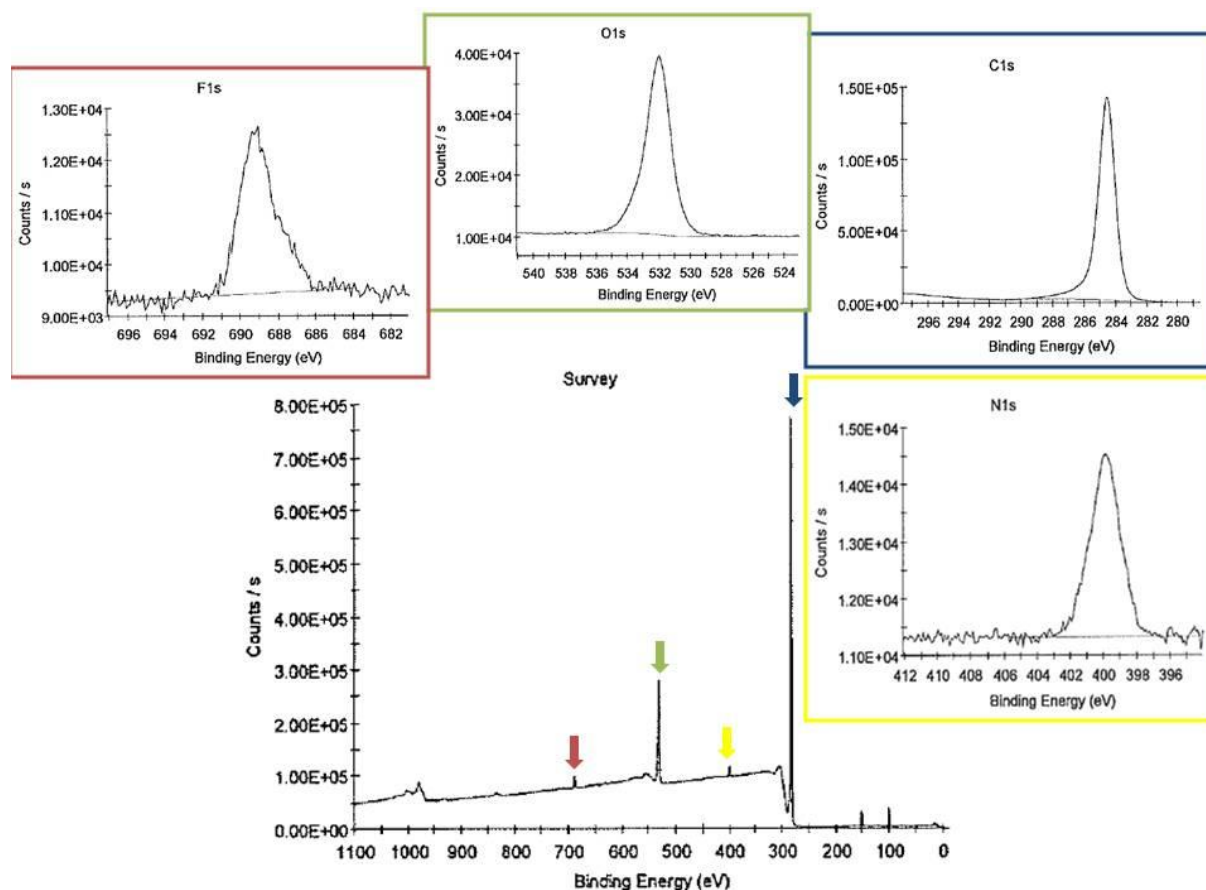 F1s
1.30E+04
1.20E+04
1.10E+04
1.00E+04
9.00E+03
Counts / s
696 694 692 690 688 686 684 682
Binding Energy (eV)
O1s
4.00E+04
3.00E+04
2.00E+04
1.00E+04
Counts / s
540 538 536 534 532 530 528 526 524
Binding Energy (eV)
C1s
1.50E+05
1.00E+05
5.00E+04
0.00E+00
Counts / s
296 294 292 290 288 286 284 282 280
Binding Energy (eV)
Survey
8.00E+05
7.00E+05
6.00E+05
5.00E+05
4.00E+05
3.00E+05
2.00E+05
1.00E+05
0.00E+00
Counts / s
1100 1000 900 800 700 600 500 400 300 200 100 0
Binding Energy (eV)
N1s
1.50E+04
1.40E+04
1.30E+04
1.20E+04
1.10E+04
Counts / s
412 410 408 406 404 402 400 398 396
Binding Energy (eV)